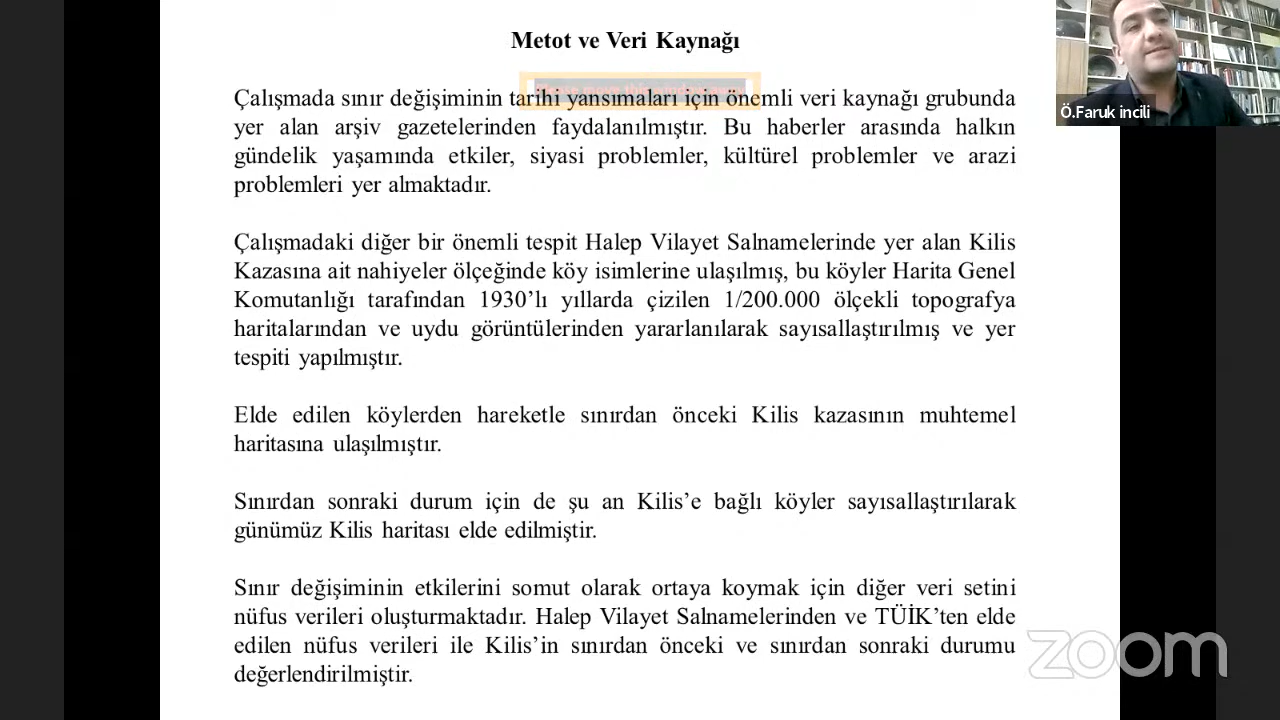 Metot ve Veri Kaynağı
Çalışmada sınır değişiminin tarihi yansımaları için önemli veri kaynağı grubunda
yer alan arşiv gazetelerinden faydalanılmıştır. Bu haberler arasında halkın
gündelik yaşamında etkiler, siyasi problemler, kültürel problemler ve arazi
problemleri yer almaktadır.
Çalışmadaki diğer bir önemli tespit Halep Vilayet Salnamelerinde yer alan Kilis
Kazasına ait nahiyeler ölçeğinde köy isimlerine ulaşılmış, bu köyler Harita Genel
Komutanlığı tarafından 1930’lı yıllarda çizilen 1/200.000 ölçekli topografya
haritalarından ve uydu görüntülerinden yararlanılarak sayısallaştırılmış ve yer
tespiti yapılmıştır.
Elde edilen köylerden hareketle sınırdan önceki Kilis kazasının muhtemel
haritasına ulaşılmıştır.
Sınırdan sonraki durum için de şu an Kilis’e bağlı köyler sayısallaştırılarak
günümüz Kilis haritası elde edilmiştir.
Sınır değişiminin etkilerini somut olarak ortaya koymak için diğer veri setini
nüfus verileri oluşturmaktadır. Halep Vilayet Salnamelerinden ve TÜİK’ten elde
edilen nüfus verileri ile Kilis’in sınırdan önceki ve sınırdan sonraki durumu
değerlendirilmiştir.
Ö.Faruk incili
zoom